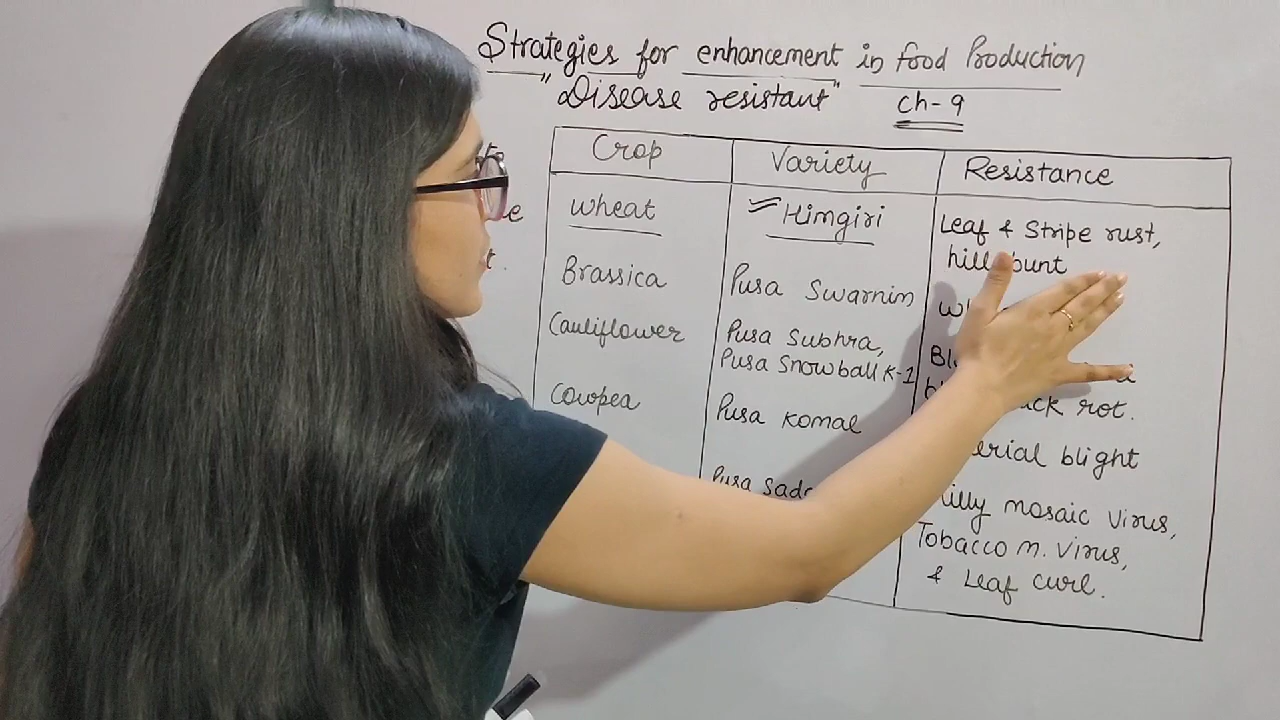 Strategies for enhancement in food Production
"Disease resistant"
Ch-9
Crop Variety Resistance
Wheat Himgiri Leaf & Stripe rust,
hill bunt
Brassica Pusa Swarnim
Cauliflower Pusa Subhra,
Pusa Snowball K-1
rot.
Cowpea Pusa Komal blight
Pusa mosaic Virus,
Tobacco m. Virus,
& Leaf curl.